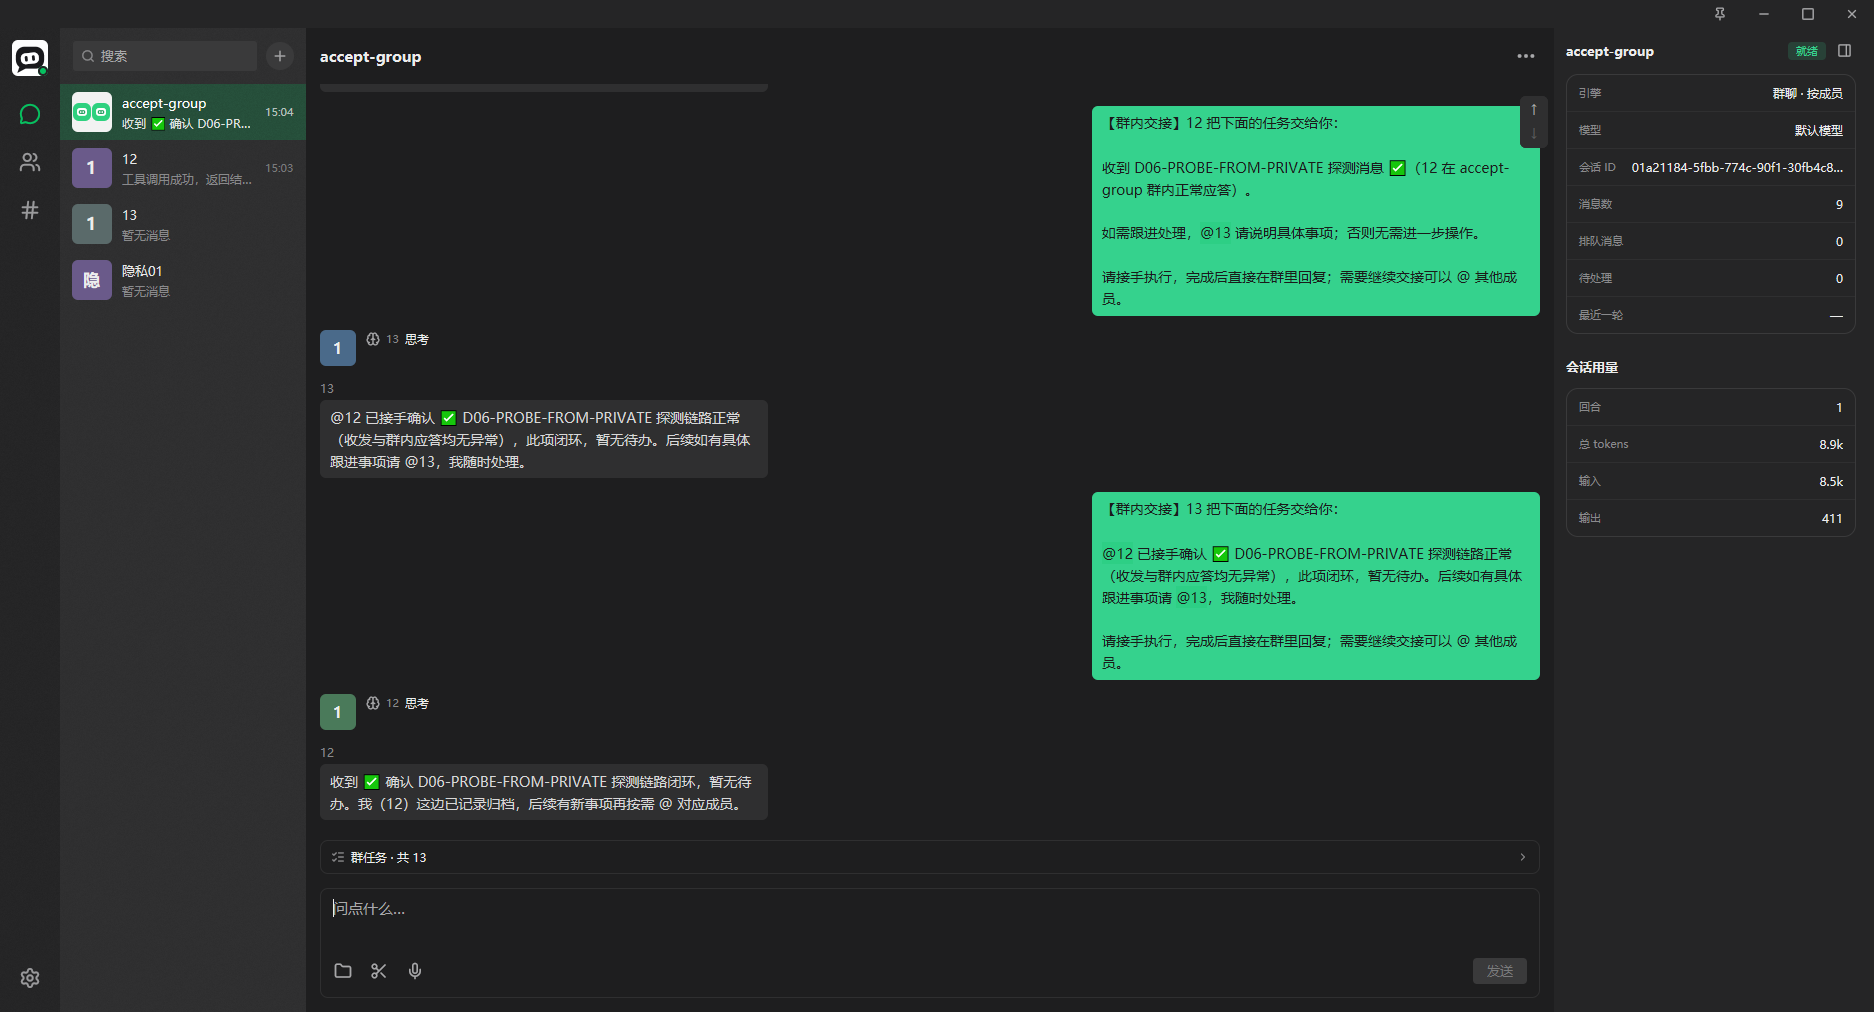 搜索
accept-group
收到 ✅ 确认 D06-PR...
15:04
1
12
工具调用成功，返回结...
15:03
1
13
暂无消息
隐
隐私01
暂无消息
accept-group
【群内交接】12 把下面的任务交给你：
收到 D06-PROBE-FROM-PRIVATE 探测消息 ✅（12 在 accept-
group 群内正常应答）。
如需跟进处理，@13 请说明具体事项；否则无需进一步操作。
请接手执行，完成后直接在群里回复；需要继续交接可以 @ 其他成
员。
1
13 思考
13
@12 已接手确认 ✅ D06-PROBE-FROM-PRIVATE 探测链路正常
（收发与群内应答均无异常），此项闭环，暂无待办。后续如有具体
跟进事项请 @13，我随时处理。
【群内交接】13 把下面的任务交给你：
@12 已接手确认 ✅ D06-PROBE-FROM-PRIVATE 探测链路正常
（收发与群内应答均无异常），此项闭环，暂无待办。后续如有具体
跟进事项请 @13，我随时处理。
请接手执行，完成后直接在群里回复；需要继续交接可以 @ 其他成
员。
1
12 思考
12
收到 ✅ 确认 D06-PROBE-FROM-PRIVATE 探测链路闭环，暂无待
办。我（12）这边已记录归档，后续有新事项再按需 @ 对应成员。
群任务 · 共 13
问点什么...
发送
accept-group
就绪
引擎 群聊 · 按成员
模型 默认模型
会话 ID 01a21184-5fbb-774c-90f1-30fb4c8...
消息数 9
排队消息 0
待处理 0
最近一轮 —
会话用量
回合 1
总 tokens 8.9k
输入 8.5k
输出 411